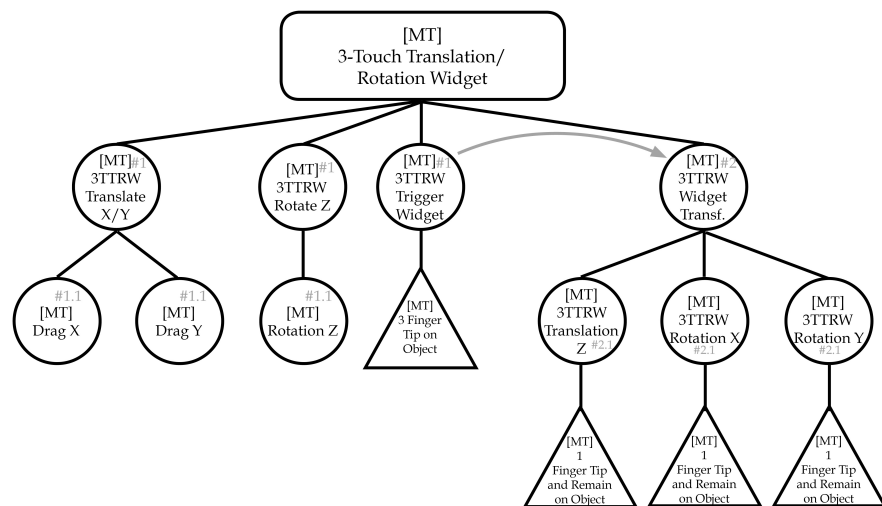 [MT]
3-Touch Translation/
Rotation Widget
[MT] #1
3TTRW
Translate
X/Y
[MT] #1
3TTRW
Rotate Z
[MT] #1
3TTRW
Trigger
Widget
[MT] #2
3TTRW
Widget
Transf.
#1.1
[MT]
Drag X
#1.1
[MT]
Drag Y
#1.1
[MT]
Rotation Z
[MT]
3 Finger
Tip on
Object
[MT]
3TTRW
Translation
Z #2.1
[MT]
3TTRW
Rotation X
#2.1
[MT]
3TTRW
Rotation Y
#2.1
[MT]
1
Finger Tip
and Remain
on Object
[MT]
1
Finger Tip
and Remain
on Object
[MT]
1
Finger Tip
and Remain
on Object